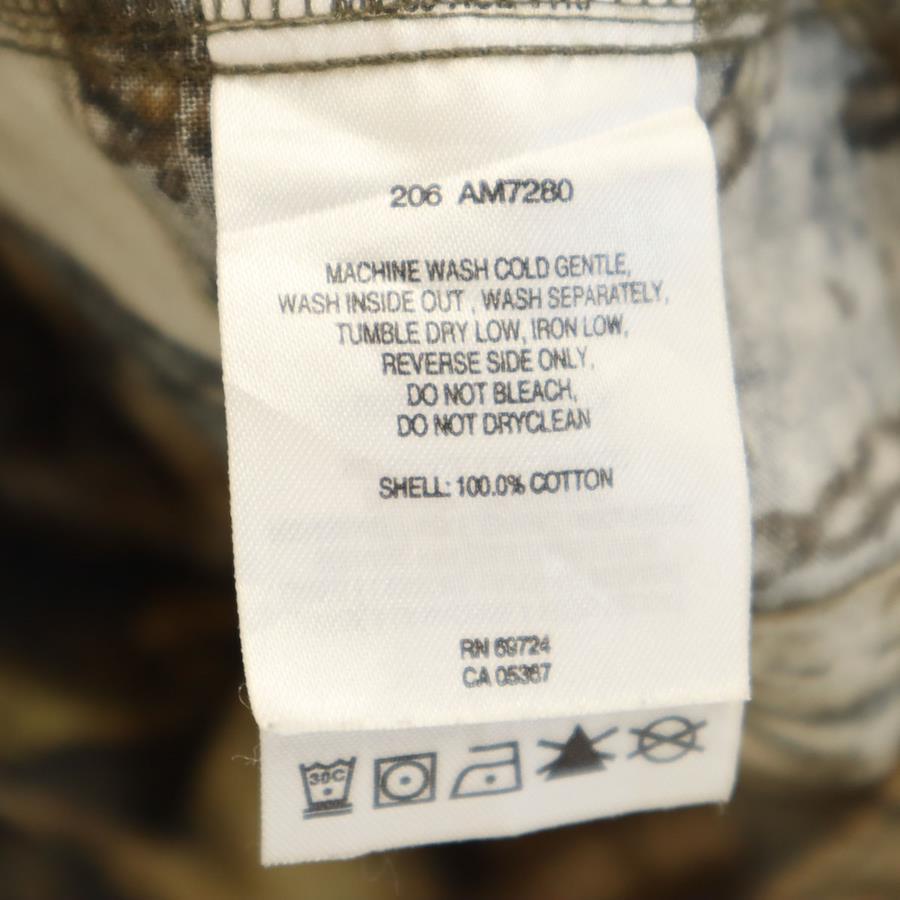 206 AM7280
MACHINE WASH COLD GENTLE,
WASH INSIDE OUT , WASH SEPARATELY,
TUMBLE DRY LOW, IRON LOW,
REVERSE SIDE ONLY,
DO NOT BLEACH,
DO NOT DRYCLEAN
SHELL: 100.0% COTTON
RN 69724
CA 05367
30C